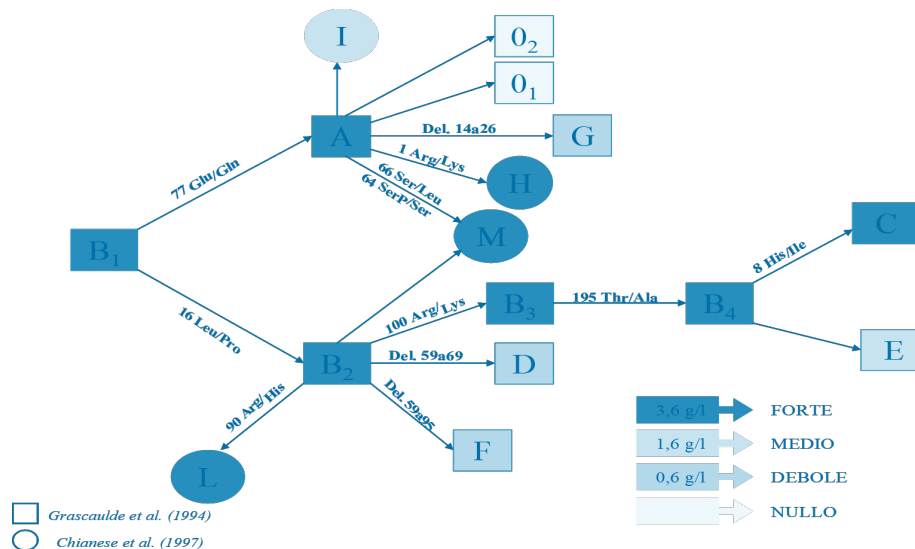 I
0₂
0₁
A
Del. 14a26
G
1 Arg/Lys
H
77 Glu/Gln
66 Ser/Leu
64 SerP/Ser
M
B₁
C
8 His/Ile
B₃
195 Thr/Ala
B₄
100 Arg/Lys
16 Leu/Pro
E
B₂
Del. 59a69
D
90 Arg/His
Del. 59a95
F
L
3,6 g/l FORTE
1,6 g/l MEDIO
0,6 g/l DEBOLE
NULLO
Grascaulde et al. (1994)
Chianese et al. (1997)